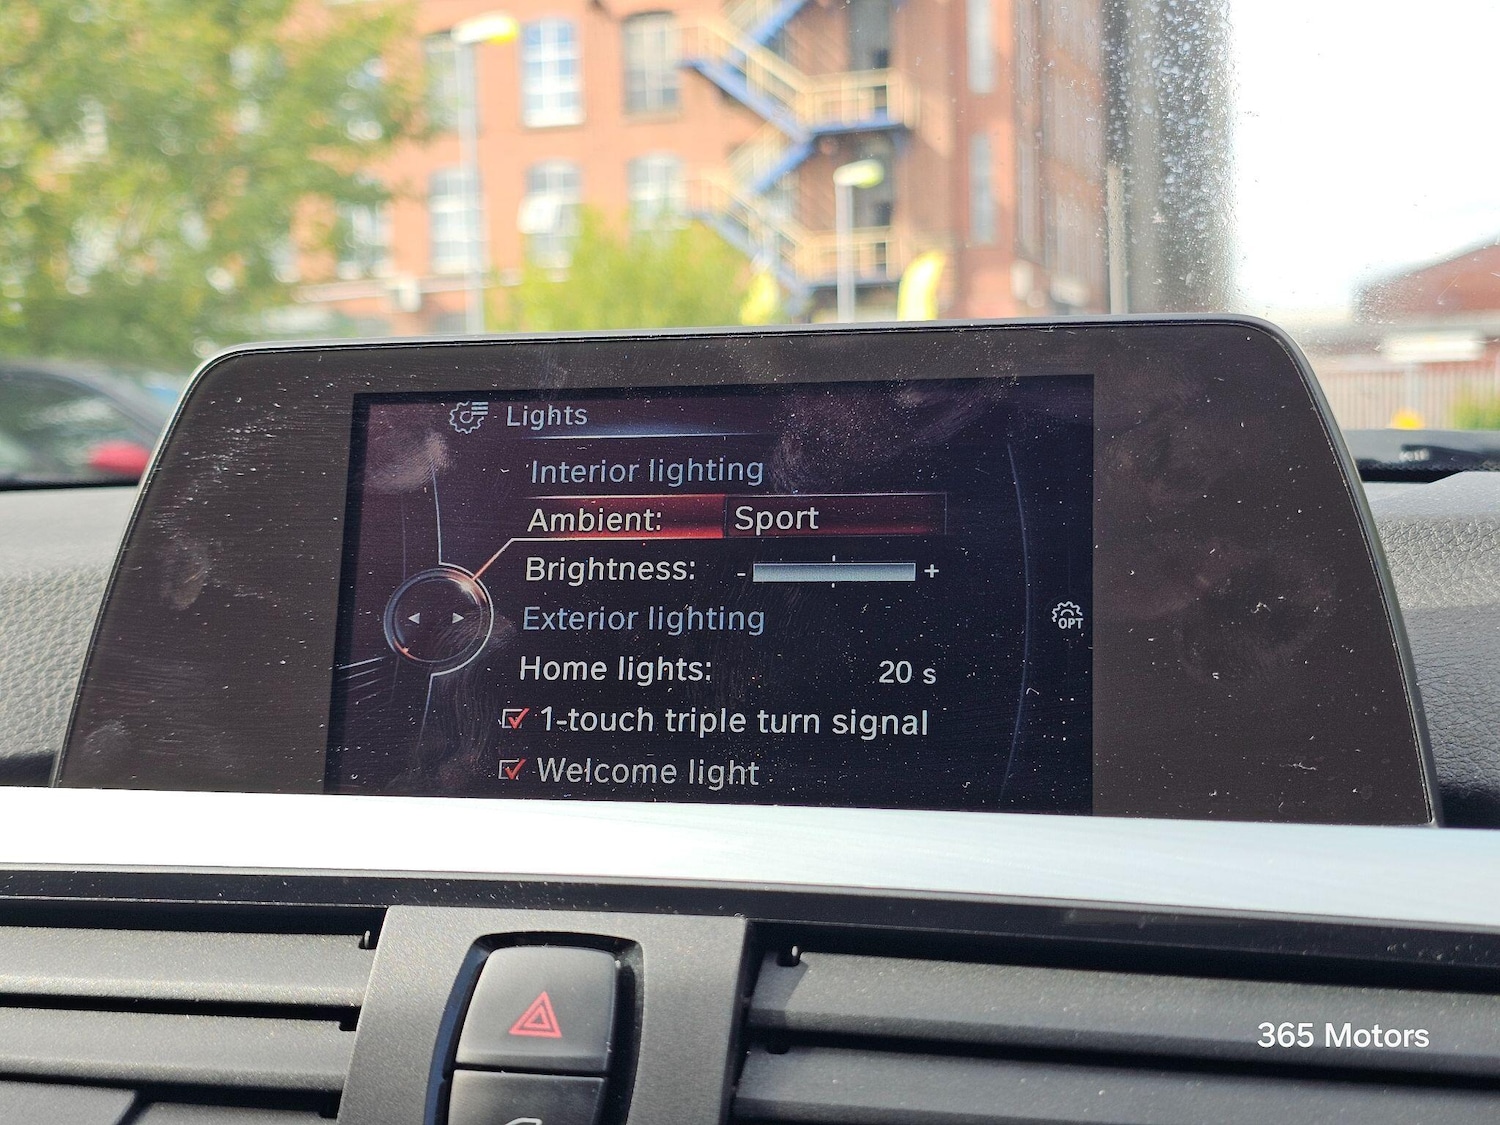 Lights
Interior lighting
Ambient: Sport
Brightness: - +
Exterior lighting
Home lights: 20 s
OPT
1-touch triple turn signal
Welcome light
365 Motors